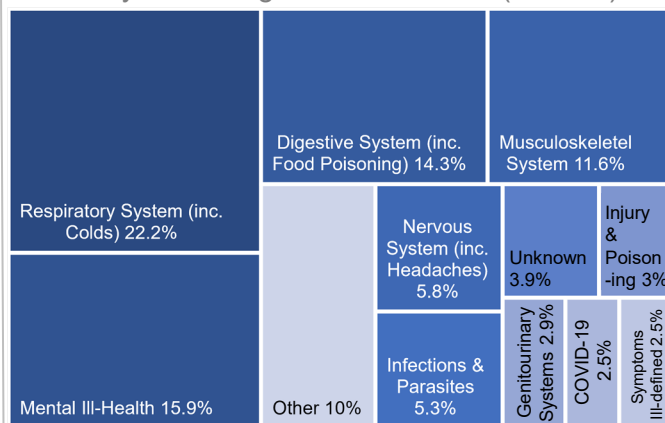 Respiratory System (inc.
Colds) 22.2%
Mental Ill-Health 15.9%
Digestive System (inc.
Food Poisoning) 14.3%
Musculoskeletel
System 11.6%
Other 10%
Nervous
System (inc.
Headaches)
5.8%
Infections &
Parasites
5.3%
Unknown
3.9%
Injury
&
Poison
-ing 3%
Genitourinary
Systems 2.9%
COVID-19
2.5%
Symptoms
Ill-defined 2.5%